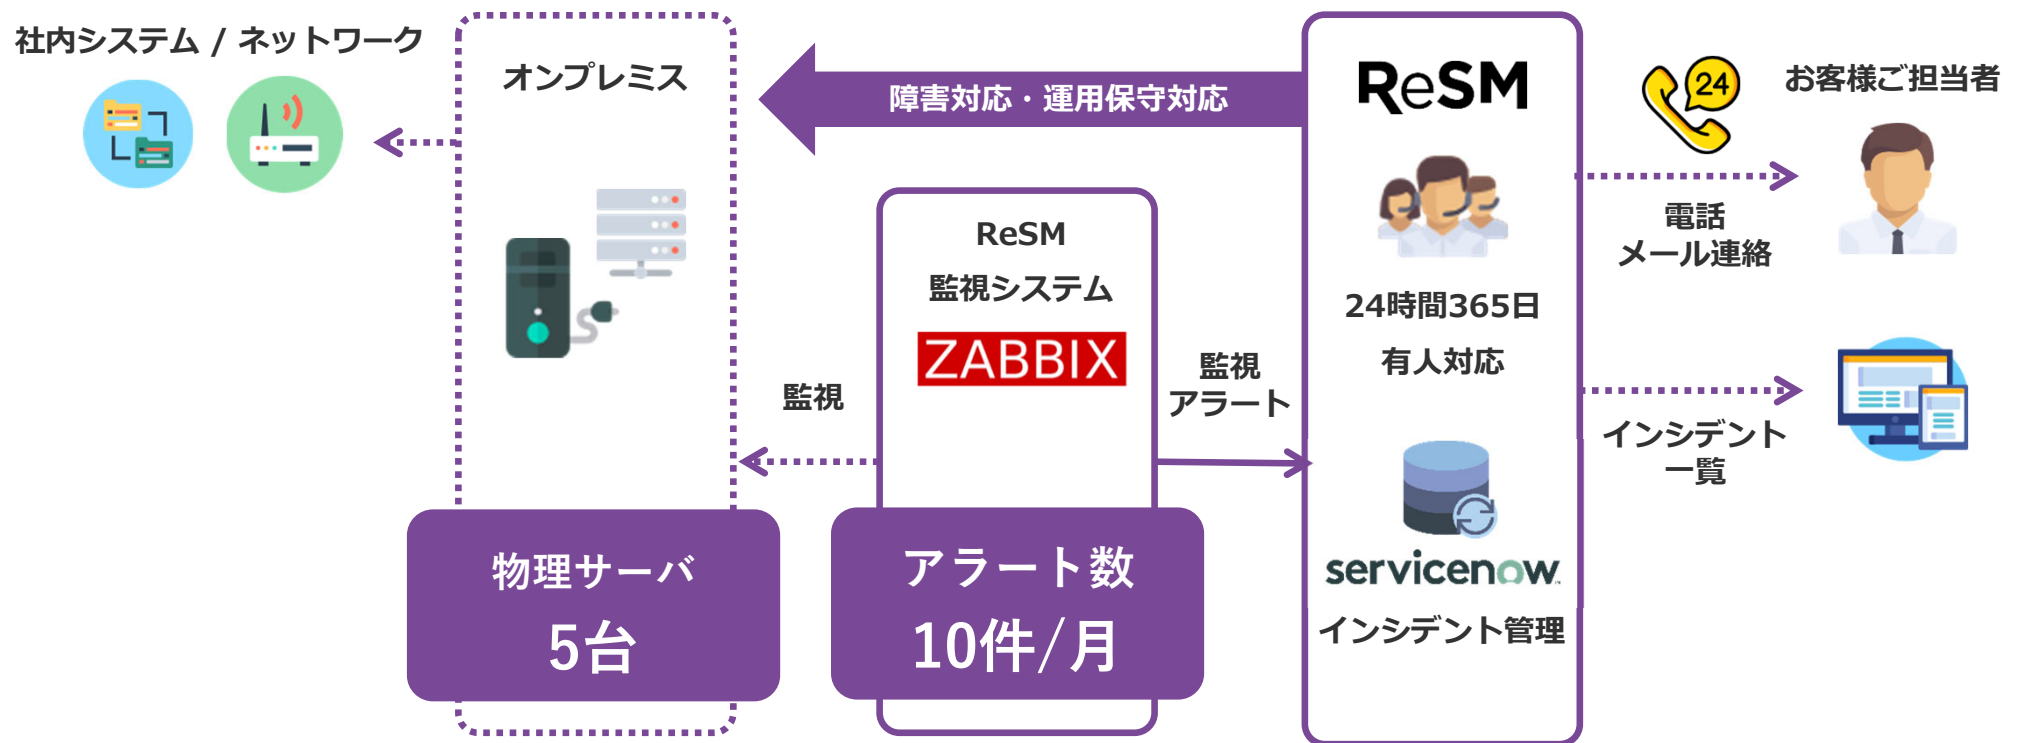 社内システム / ネットワーク
オンプレミス
物理サーバ
5台
障害対応・運用保守対応
監視
ReSM
監視システム
ZABBIX
アラート数
10件/月
監視
アラート
ReSM
24時間365日
有人対応
servicenow
インシデント管理
24
お客様ご担当者
電話
メール連絡
インシデント
一覧